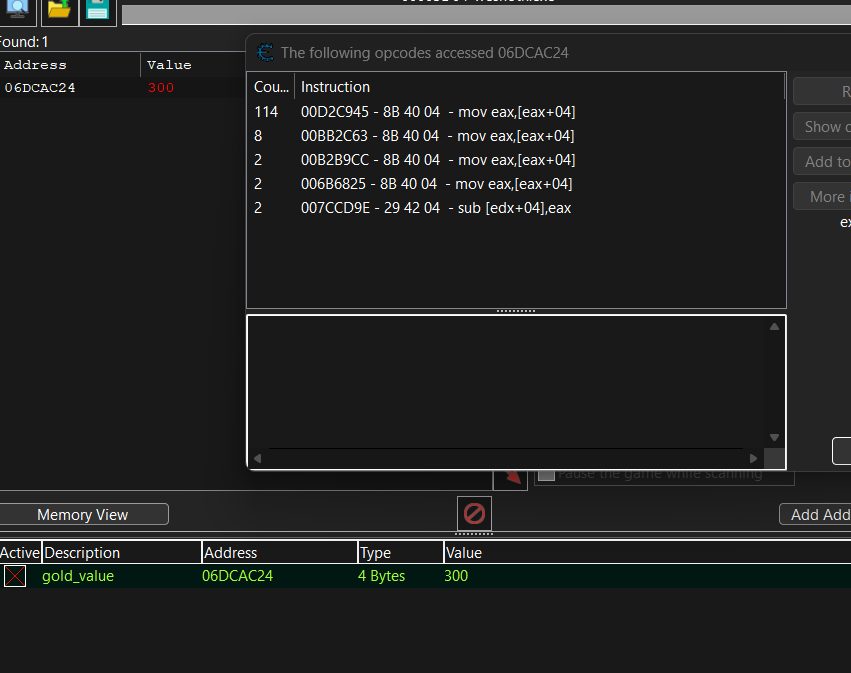 Found: 1
Address Value
06DCAC24 300
The following opcodes accessed 06DCAC24
Cou... Instruction
114 00D2C945 - 8B 40 04 - mov eax,[eax+04]
8 00BB2C63 - 8B 40 04 - mov eax,[eax+04]
2 00B2B9CC - 8B 40 04 - mov eax,[eax+04]
2 006B6825 - 8B 40 04 - mov eax,[eax+04]
2 007CCD9E - 29 42 04 - sub [edx+04],eax
R
Show
Add to
More i
ex
Pause the game while scanning
Memory View
Add Add
Active Description Address Type Value
gold_value 06DCAC24 4 Bytes 300